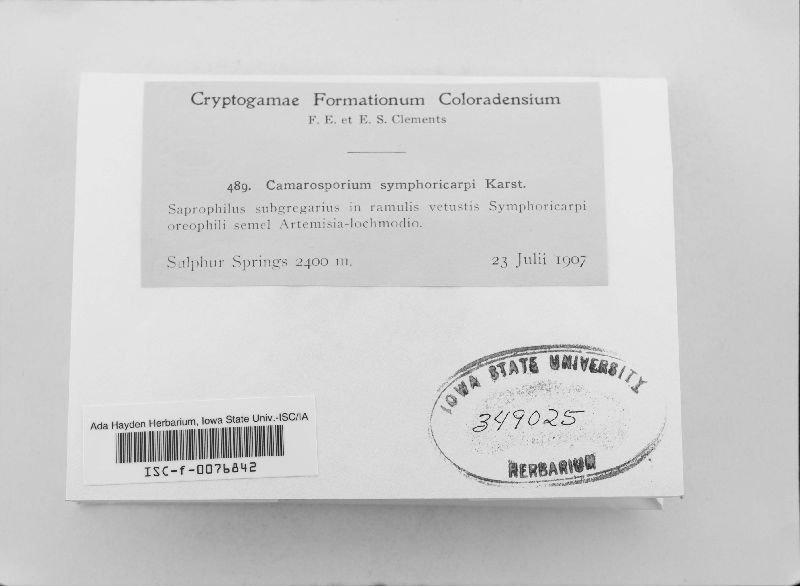 Cryptogamae Formationum Coloradensium
F. E. et E. S. Clements
489. Camarosporium symphoricarpi Karst.
Saprophilus subgregarius in ramulis vetustis Symphoricarpi
oreophili semel Artemisia-lochmodio.
Sulphur Springs 2400 m. 23 Julii 1907
IOWA STATE UNIVERSITY
349025
HERBARIUM
Ada Hayden Herbarium, Iowa State Univ.-ISC/IA
ISC-f-0076842